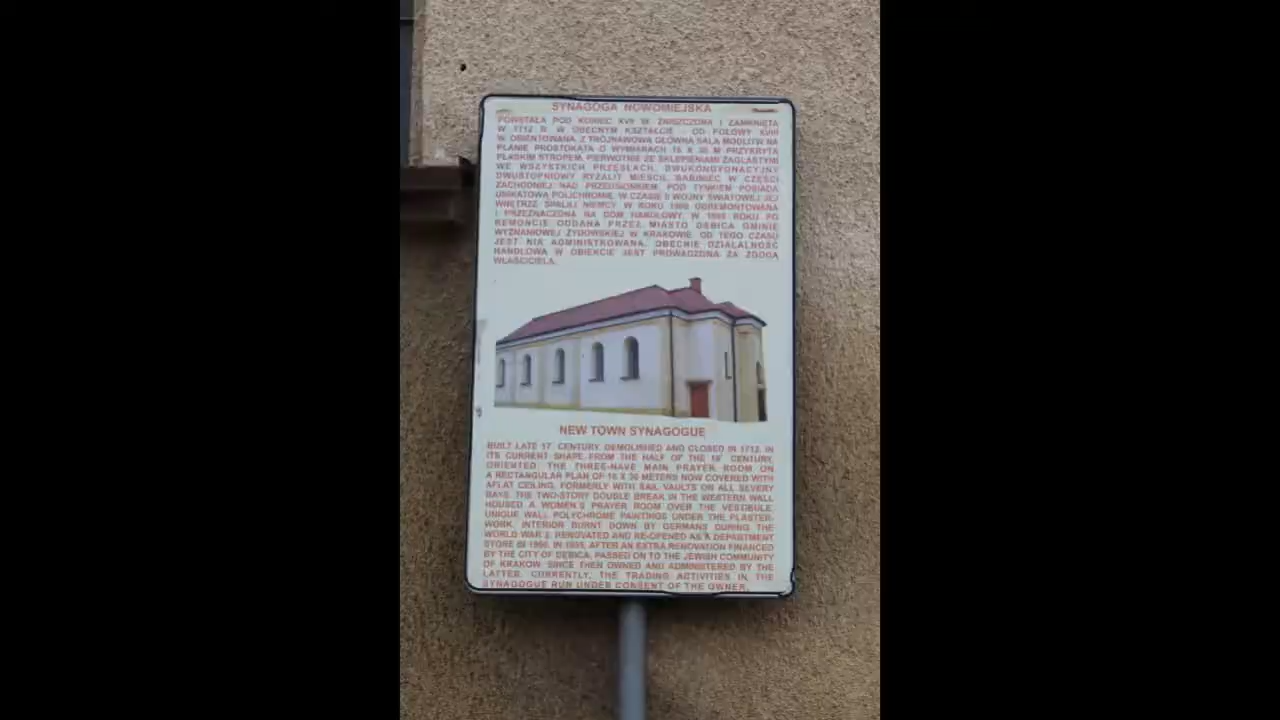 SYNAGOGA NOWOMIEJSKA
POWSTAŁA POD KONIEC XVII W. ZNISZCZONA I ZAMKNIĘTA
W 1712 R. W OBECNYM KSZTAŁCIE - OD POŁOWY XVIII
W. ORIENTOWANA. Z TRÓJNAWOWĄ GŁÓWNĄ SALĄ MODLITW NA
PLANIE PROSTOKĄTA O WYMIARACH 16 X 26 M PRZYKRYTA
PŁASKIM STROPEM, PIERWOTNIE ZE SKLEPIENIAMI ŻAGLASTYMI
WE WSZYSTKICH PRZĘSŁACH. DWUKONDYGNACYJNY
DWUSTOPNIOWY RYZALIT MIEŚCIŁ BABINIEC W CZĘŚCI
ZACHODNIEJ NAD PRZEDSIONKIEM. POD TYNKIEM POSIADA
UNIKATOWĄ POLICHROMIĘ. W CZASIE II WOJNY ŚWIATOWEJ JEJ
WNĘTRZE SPALILI NIEMCY. W ROKU ODREMONTOWANA
I PRZEZNACZONA NA DOM HANDLOWY. W ROKU PO
REMONCIE ODDANA PRZEZ MIASTO DĘBICA GMINIE
WYZNANIOWEJ ŻYDOWSKIEJ W KRAKOWIE. OD TEGO CZASU
JEST NIĄ ADMINISTROWANA. OBECNIE DZIAŁALNOŚĆ
HANDLOWA W OBIEKCIE JEST PROWADZONA ZA ZGODĄ
WŁAŚCICIELA.
NEW TOWN SYNAGOGUE
BUILT LATE 17 CENTURY. DEMOLISHED AND CLOSED IN 1712. IN
ITS CURRENT SHAPE FROM THE HALF OF THE 18 CENTURY.
ORIENTED. THE THREE-NAVE MAIN PRAYER ROOM ON
A RECTANGULAR PLAN OF 16 X 26 METERS NOW COVERED WITH
AFLAT CEILING, FORMERLY WITH SAIL VAULTS ON ALL SEVERY
BAYS. THE TWO-STORY DOUBLE BREAK IN THE WESTERN WALL
HOUSED A WOMEN'S PRAYER ROOM OVER THE VESTIBULE.
UNIQUE WALL POLYCHROME PAINTINGS UNDER THE PLASTER-
WORK. INTERIOR BURNT DOWN BY GERMANS DURING THE
WORLD WAR 2. RENOVATED AND RE-OPENED AS A DEPARTMENT
STORE IN IN AFTER AN EXTRA RENOVATION FINANCED
BY THE CITY OF DEBICA, PASSED ON TO THE JEWISH COMMUNITY
OF KRAKOW. SINCE THEN OWNED AND ADMINISTERED BY THE
LATTER. CURRENTLY, THE TRADING ACTIVITIES IN THE
SYNAGOGUE RUN UNDER CONSENT OF THE OWNER.